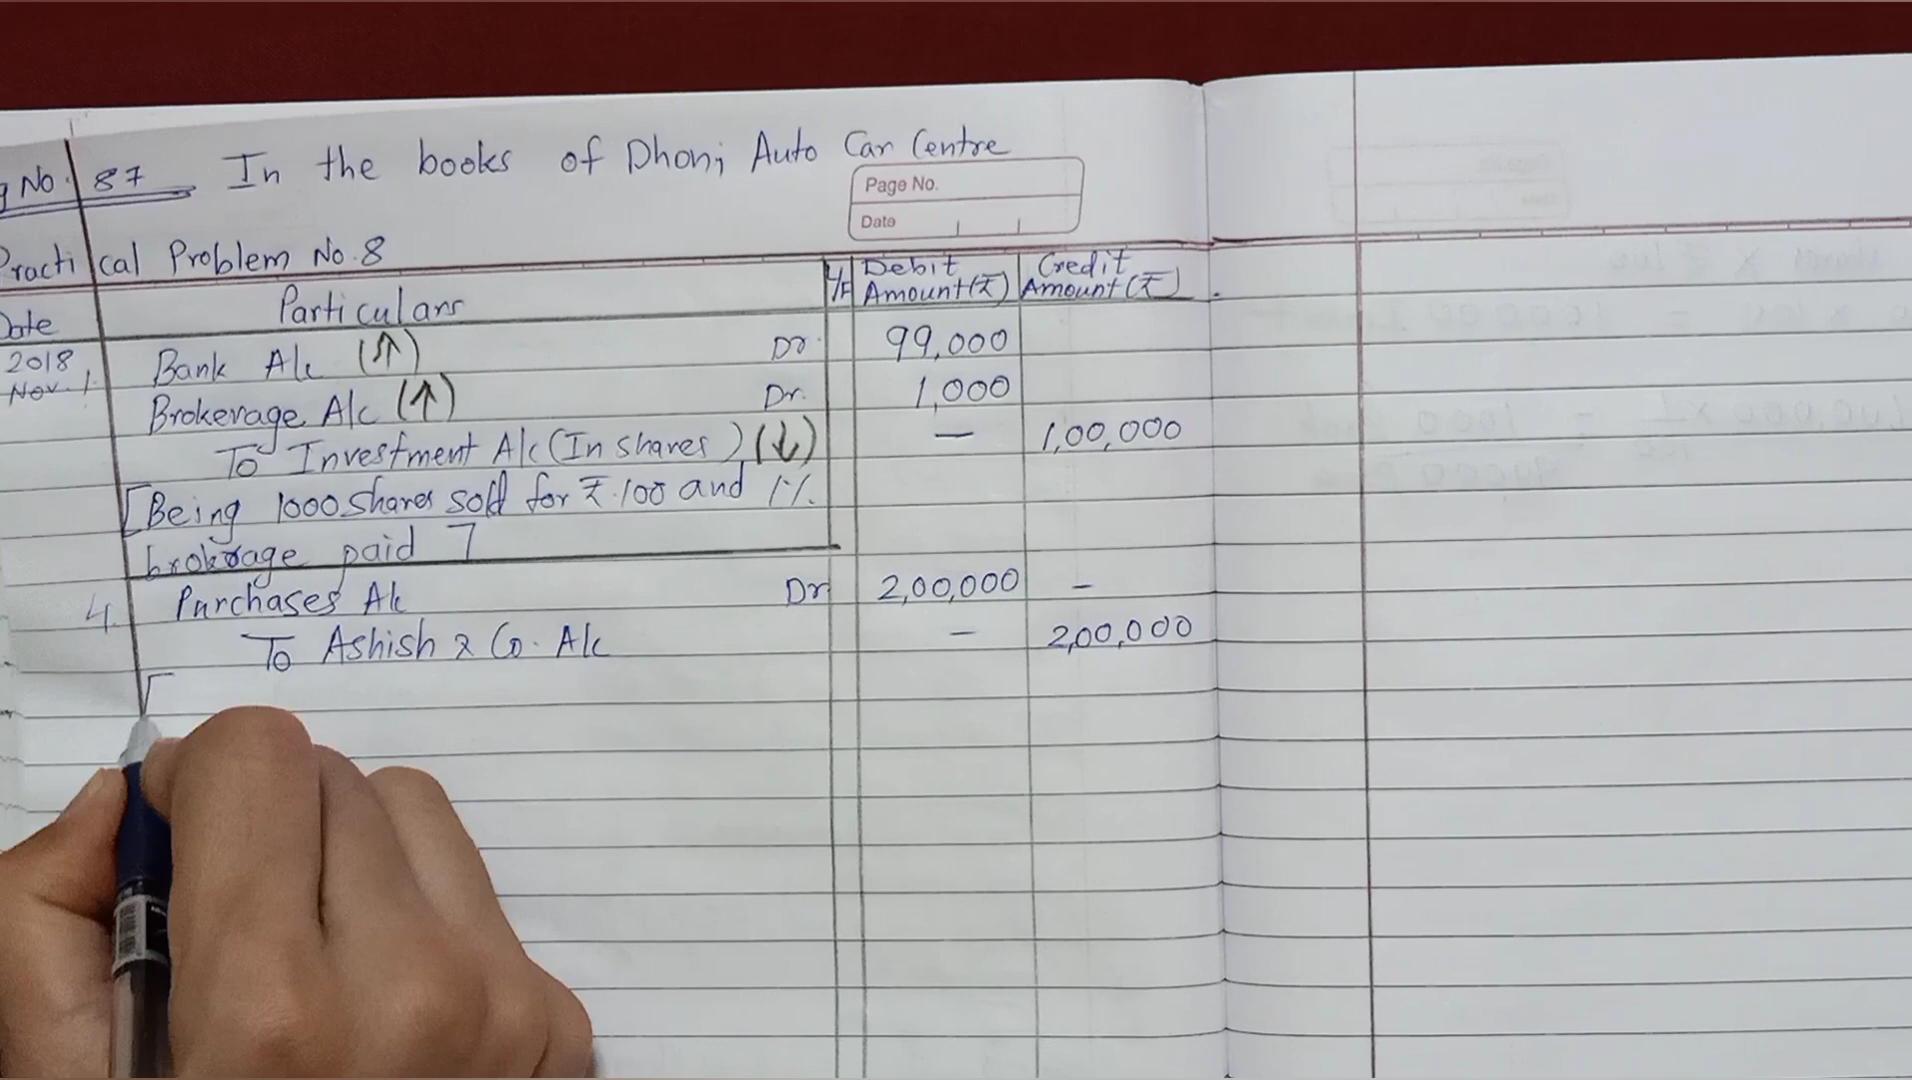 g No. 87 In the books of Dhoni Auto Car Centre
Page No.
Date
Practical Problem No. 8
Date Particulars L/F Debit Amount (₹) Credit Amount (₹)
2018 Nov. 1 Bank A/c (↑) Dr. 99,000
Brokerage A/c (↑) Dr. 1,000
To Investment A/c (In shares) (↓) — 1,00,000
[Being 1000 shares sold for ₹.100 and 1%.
brokrage paid ]
4. Purchases A/c Dr 2,00,000 -
To Ashish & Co. A/c - 2,00,000
[